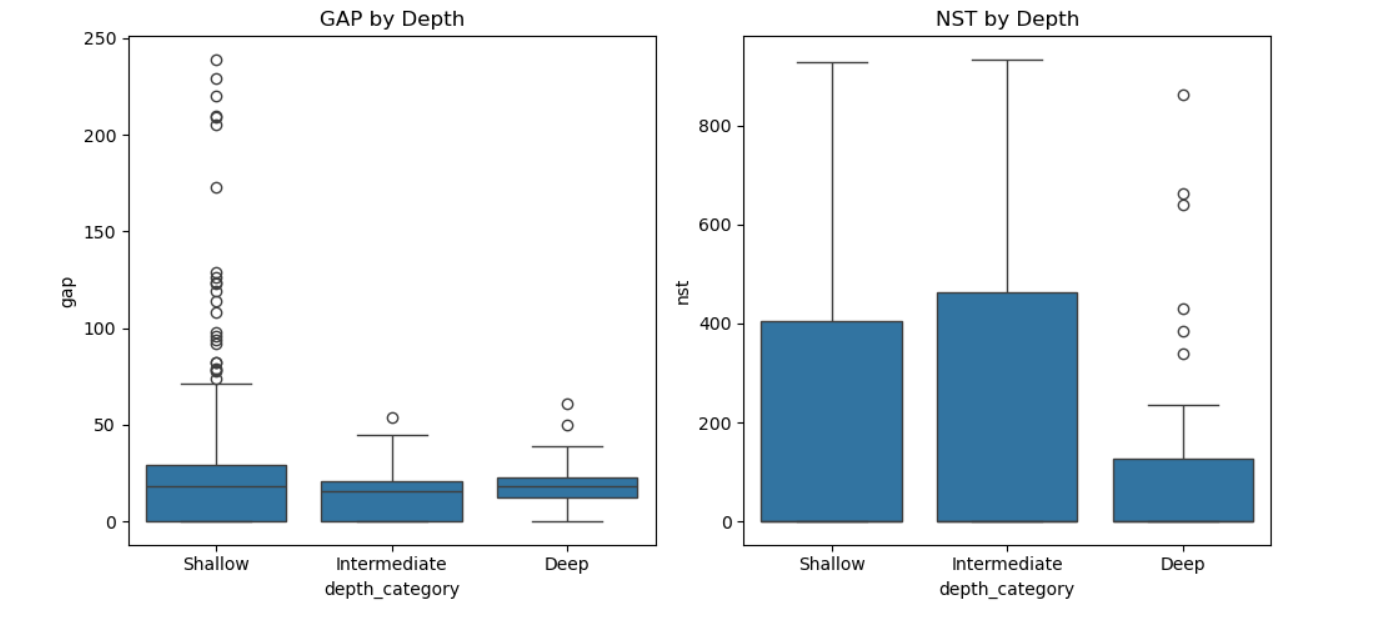 GAP by Depth
250
200
150
100
50
0
gap
Shallow Intermediate Deep
depth_category
NST by Depth
800
600
400
200
0
nst
Shallow Intermediate Deep
depth_category